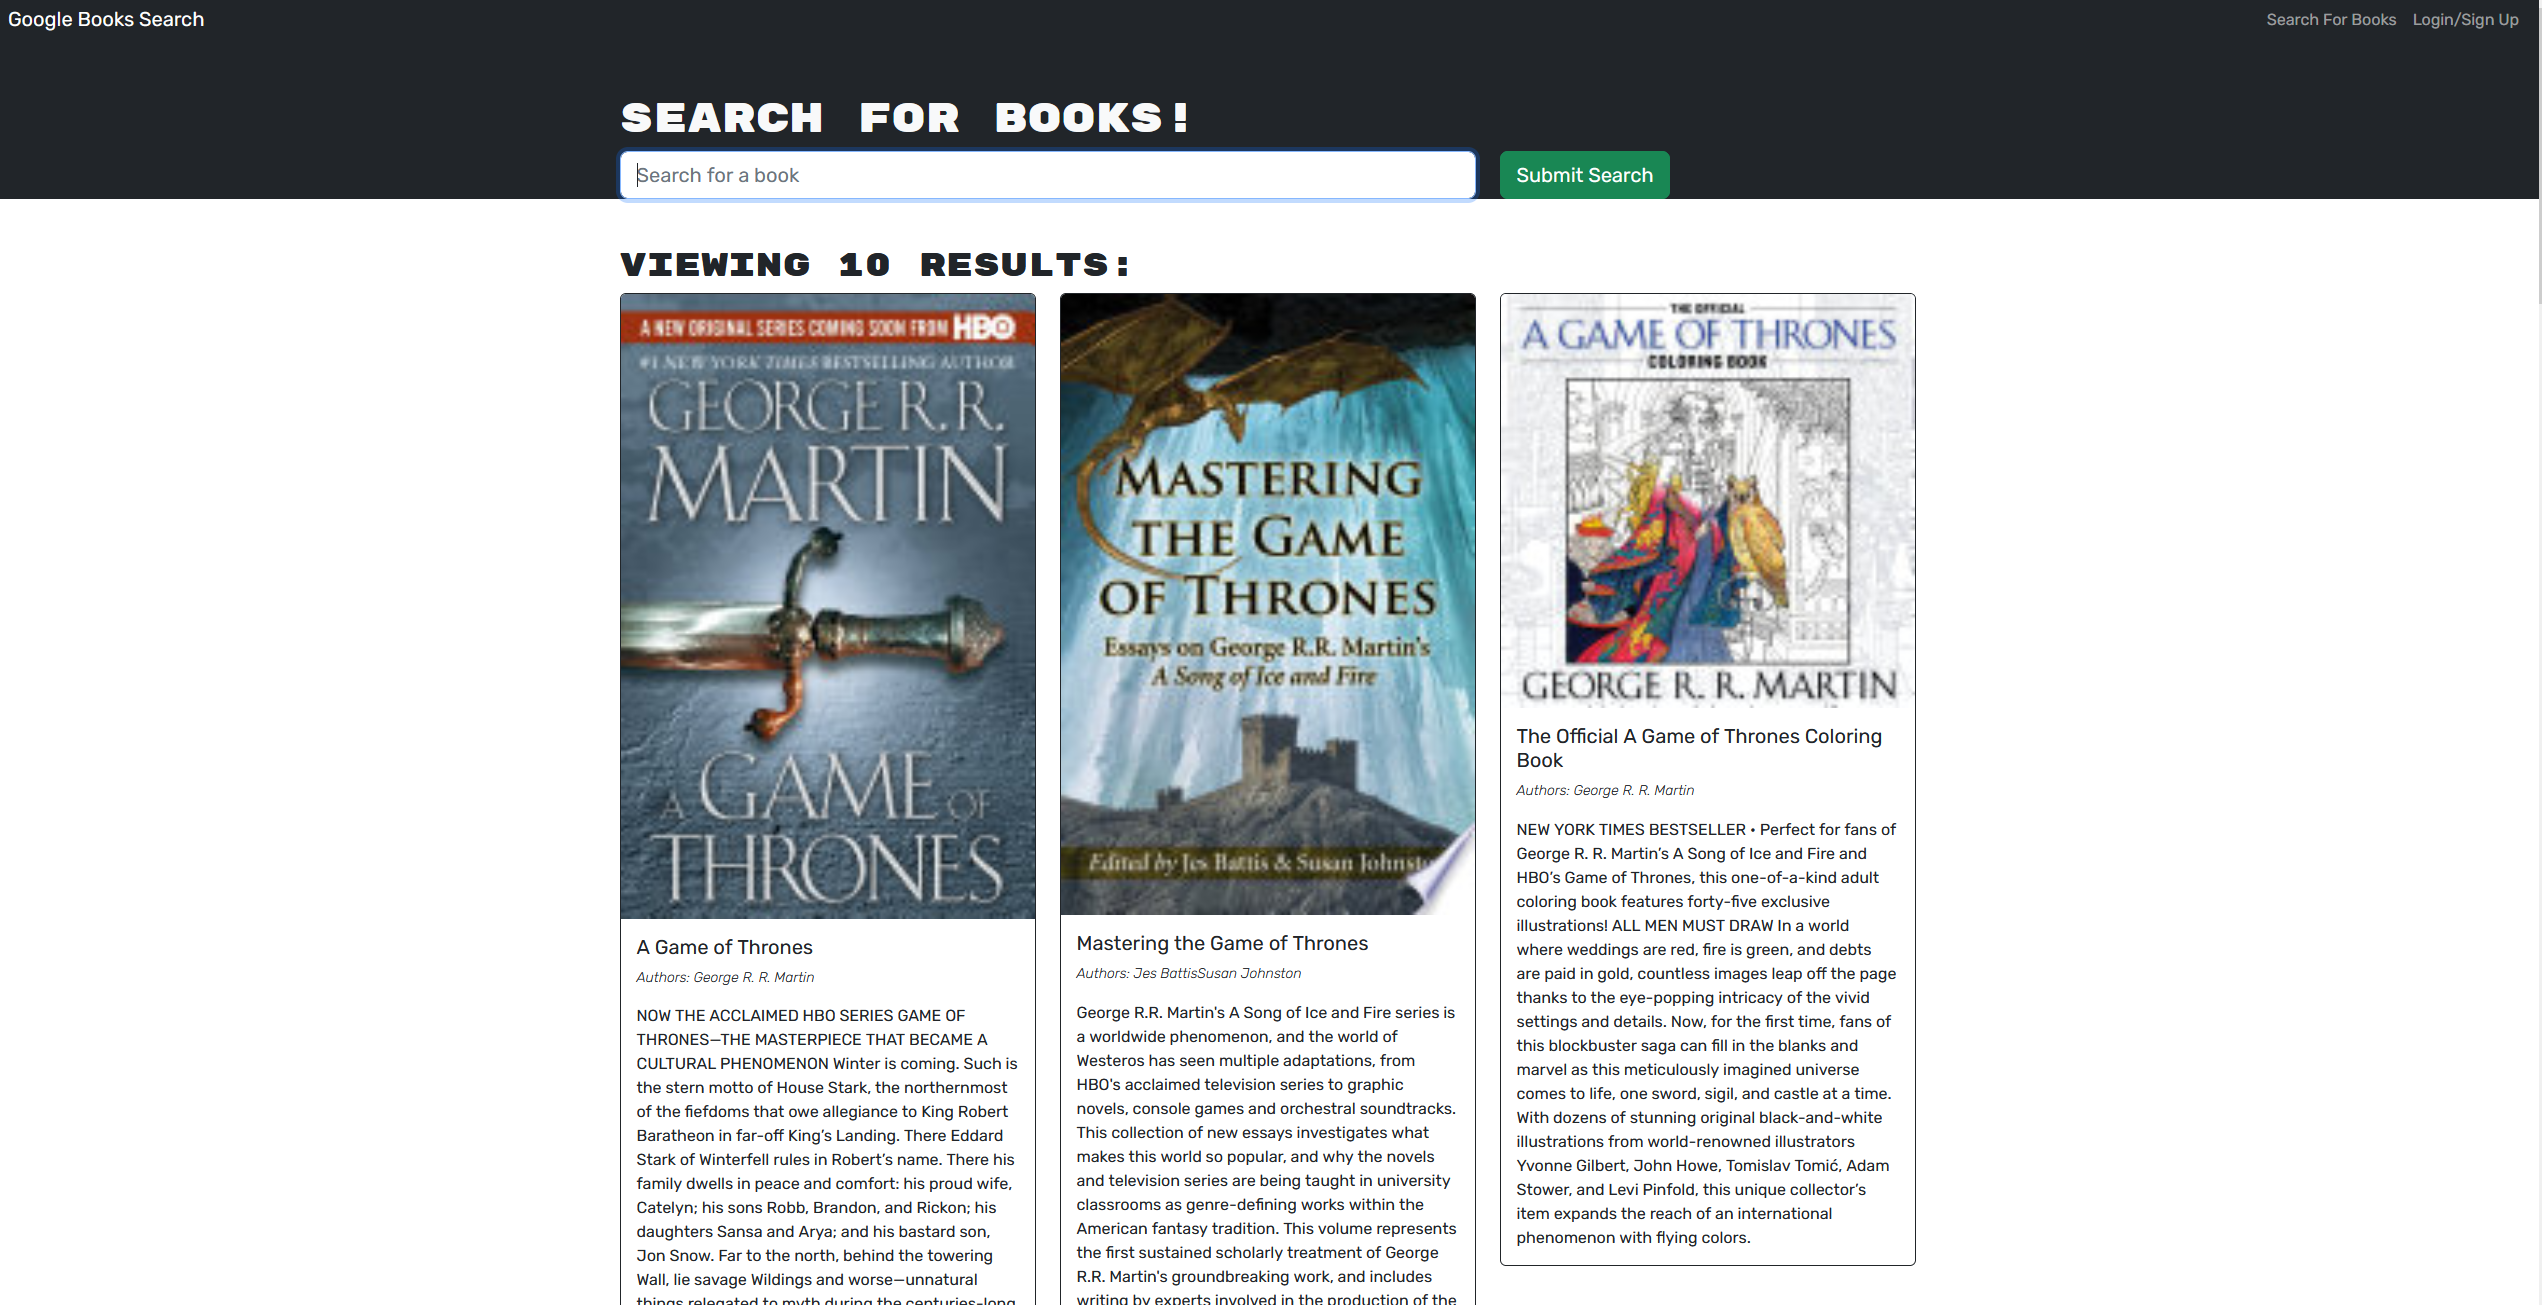 Google Books Search
Search For Books
Login/Sign Up
SEARCH FOR BOOKS!
Search for a book
Submit Search
VIEWING 10 RESULTS:
A NEW ORIGINAL SERIES COMING SOON FROM HBO
#1 NEW YORK TIMES BESTSELLING AUTHOR
GEORGE R. R.
MARTIN
A GAME OF
THRONES
A Game of Thrones
Authors: George R. R. Martin
NOW THE ACCLAIMED HBO SERIES GAME OF
THRONES—THE MASTERPIECE THAT BECAME A
CULTURAL PHENOMENON Winter is coming. Such is
the stern motto of House Stark, the northernmost
of the fiefdoms that owe allegiance to King Robert
Baratheon in far-off King’s Landing. There Eddard
Stark of Winterfell rules in Robert’s name. There his
family dwells in peace and comfort: his proud wife,
Catelyn; his sons Robb, Brandon, and Rickon; his
daughters Sansa and Arya; and his bastard son,
Jon Snow. Far to the north, behind the towering
Wall, lie savage Wildings and worse—unnatural
things relegated to myth during the centuries-long
MASTERING
THE GAME
OF THRONES
Essays on George R.R. Martin's
A Song of Ice and Fire
Edited by Jes Battis & Susan Johnst
Mastering the Game of Thrones
Authors: Jes BattisSusan Johnston
George R.R. Martin's A Song of Ice and Fire series is
a worldwide phenomenon, and the world of
Westeros has seen multiple adaptations, from
HBO's acclaimed television series to graphic
novels, console games and orchestral soundtracks.
This collection of new essays investigates what
makes this world so popular, and why the novels
and television series are being taught in university
classrooms as genre-defining works within the
American fantasy tradition. This volume represents
the first sustained scholarly treatment of George
R.R. Martin's groundbreaking work, and includes
writing by experts involved in the production of the
THE OFFICIAL
A GAME OF THRONES
COLORING BOOK
GEORGE R. R. MARTIN
The Official A Game of Thrones Coloring
Book
Authors: George R. R. Martin
NEW YORK TIMES BESTSELLER • Perfect for fans of
George R. R. Martin’s A Song of Ice and Fire and
HBO’s Game of Thrones, this one-of-a-kind adult
coloring book features forty-five exclusive
illustrations! ALL MEN MUST DRAW In a world
where weddings are red, fire is green, and debts
are paid in gold, countless images leap off the page
thanks to the eye-popping intricacy of the vivid
settings and details. Now, for the first time, fans of
this blockbuster saga can fill in the blanks and
marvel as this meticulously imagined universe
comes to life, one sword, sigil, and castle at a time.
With dozens of stunning original black-and-white
illustrations from world-renowned illustrators
Yvonne Gilbert, John Howe, Tomislav Tomić, Adam
Stower, and Levi Pinfold, this unique collector’s
item expands the reach of an international
phenomenon with flying colors.